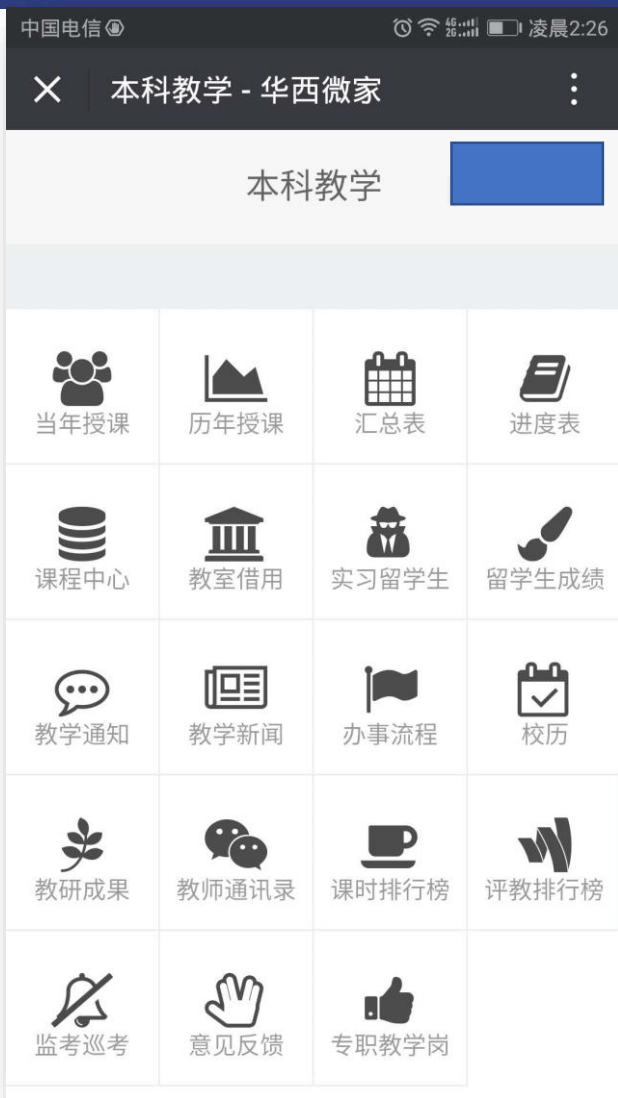 中国电信 4G 2G 凌晨2:26
本科教学 - 华西微家
本科教学
当年授课 历年授课 汇总表 进度表
课程中心 教室借用 实习留学生 留学生成绩
教学通知 教学新闻 办事流程 校历
教研成果 教师通讯录 课时排行榜 评教排行榜
监考巡考 意见反馈 专职教学岗